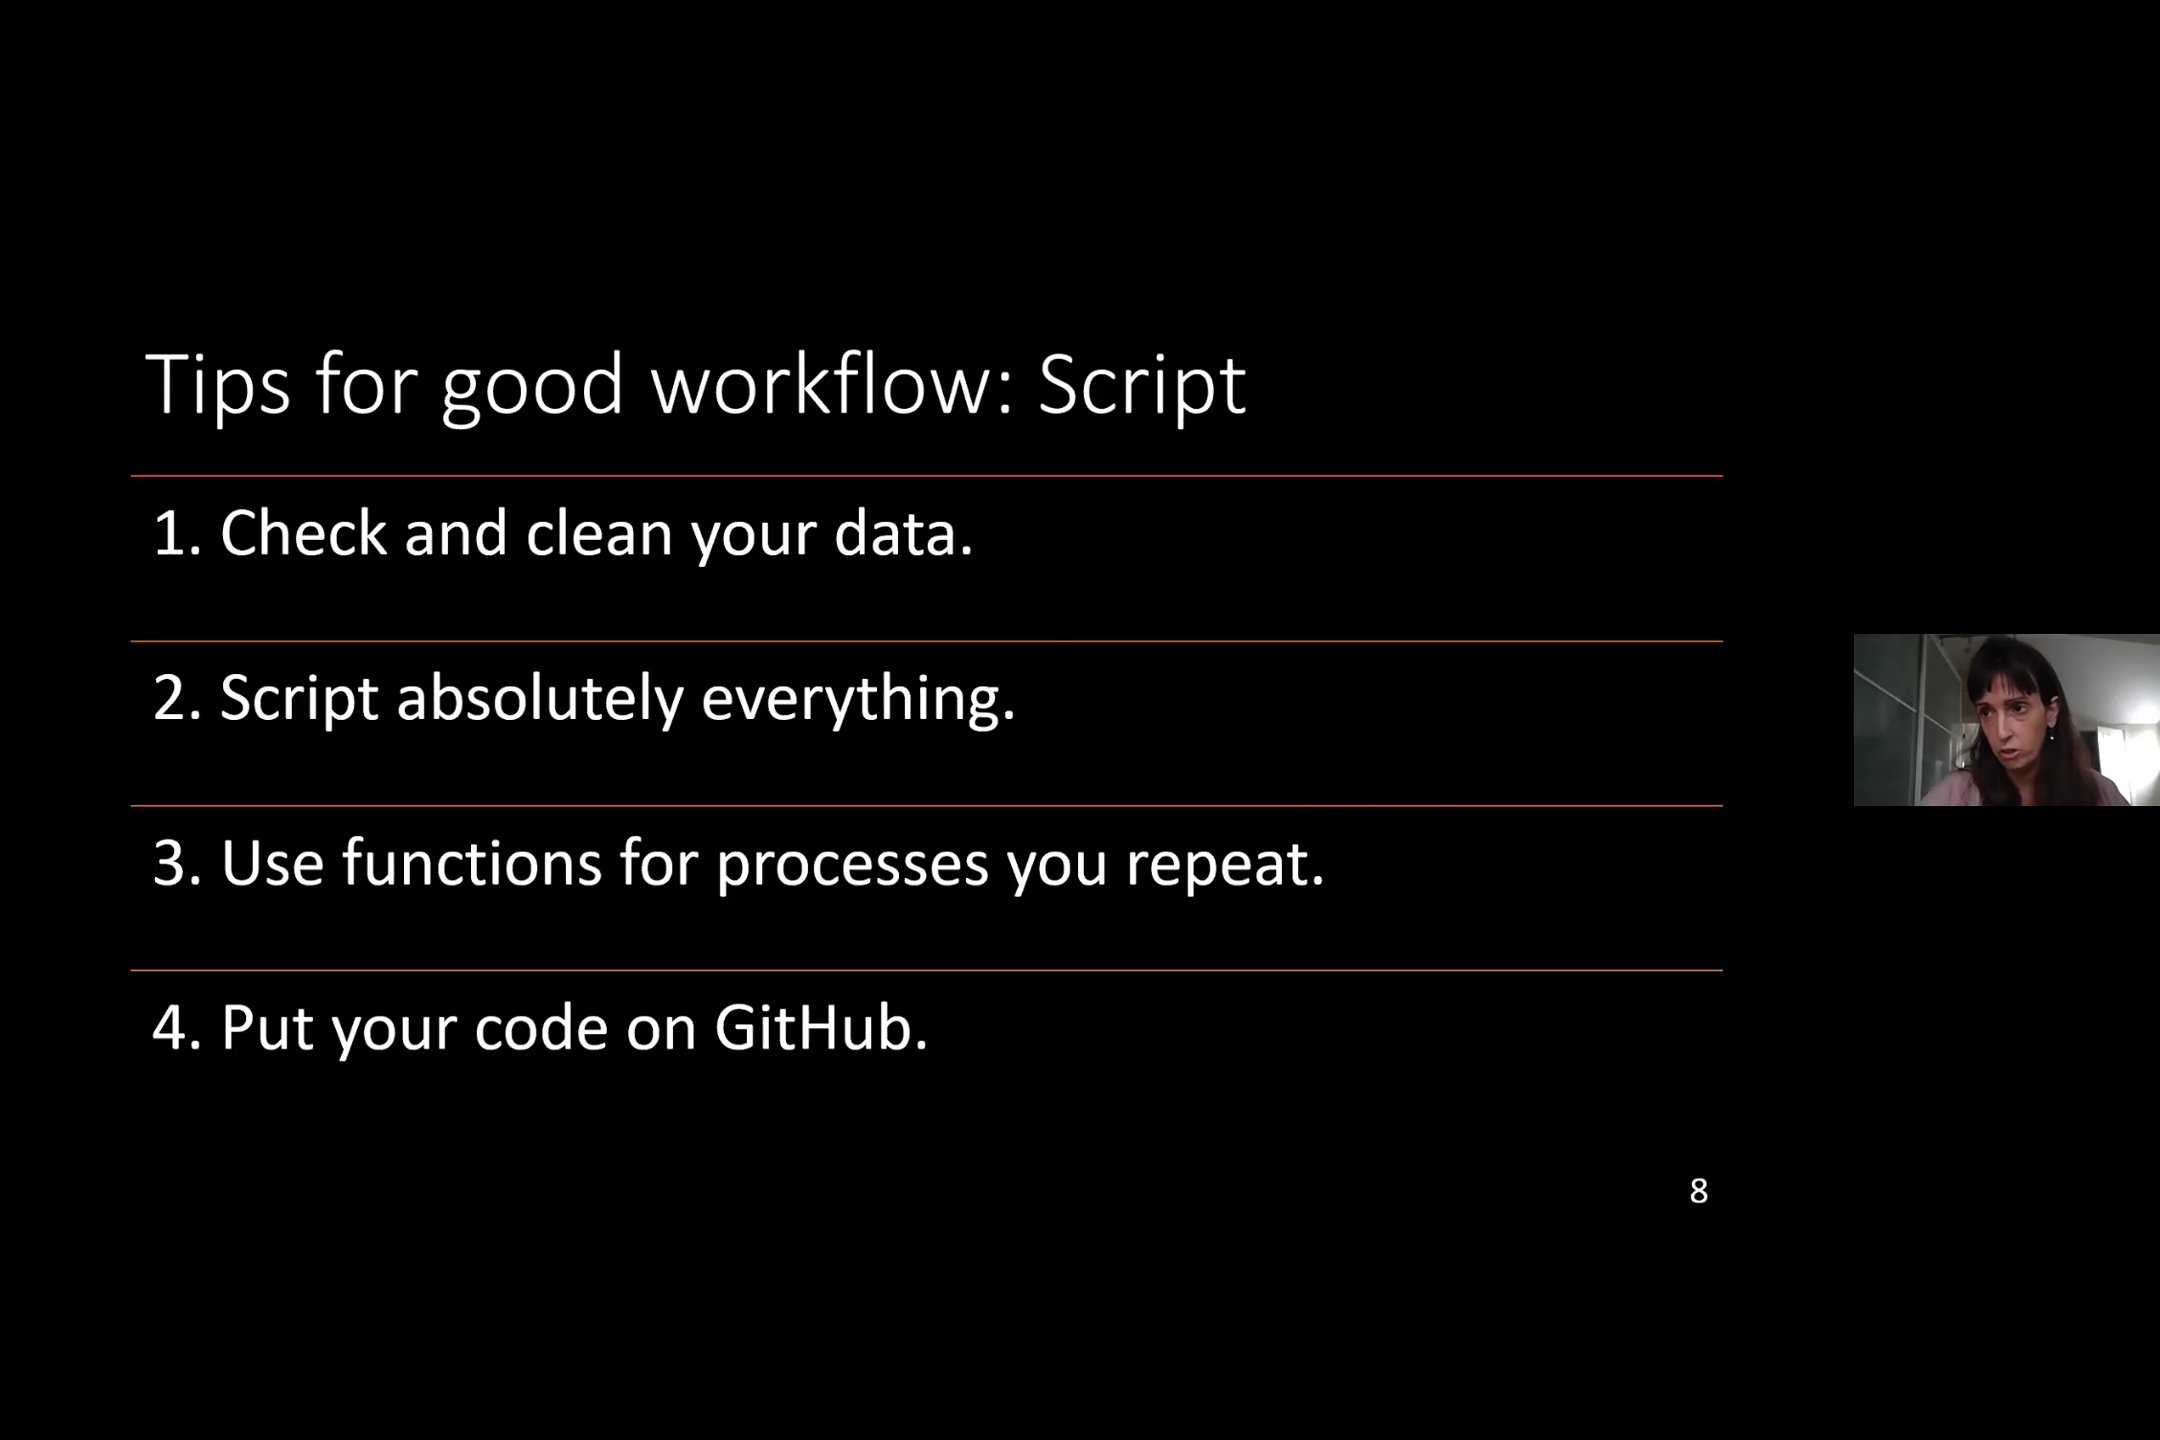 Tips for good workflow: Script
1. Check and clean your data.
2. Script absolutely everything.
3. Use functions for processes you repeat.
4. Put your code on GitHub.
8